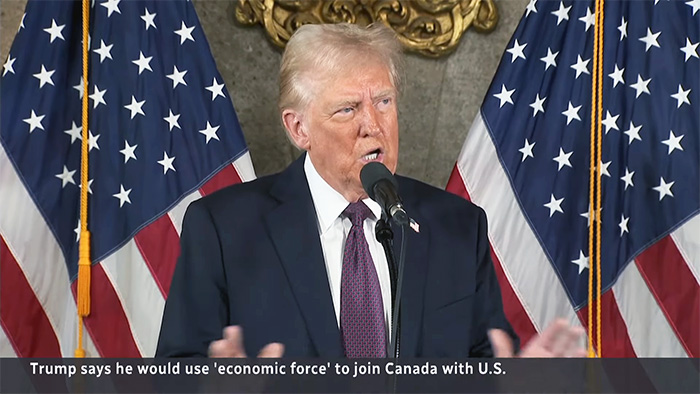 Trump says he would use 'economic force' to join Canada with U.S.